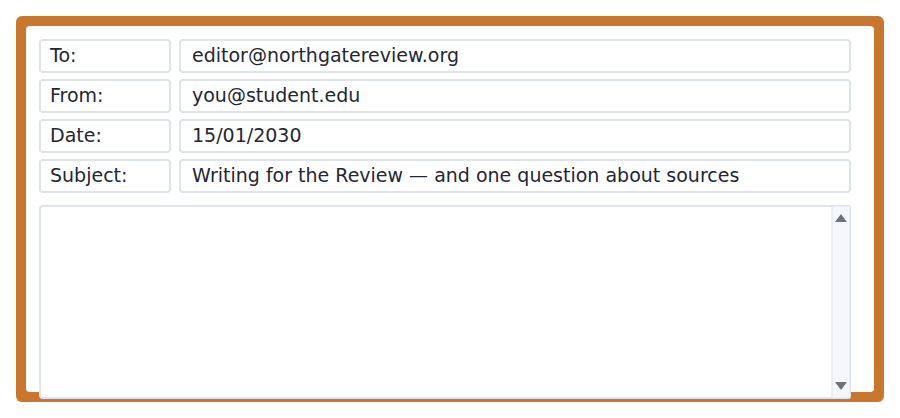 To: editor@northgatereview.org
From: you@student.edu
Date: 15/01/2030
Subject: Writing for the Review — and one question about sources